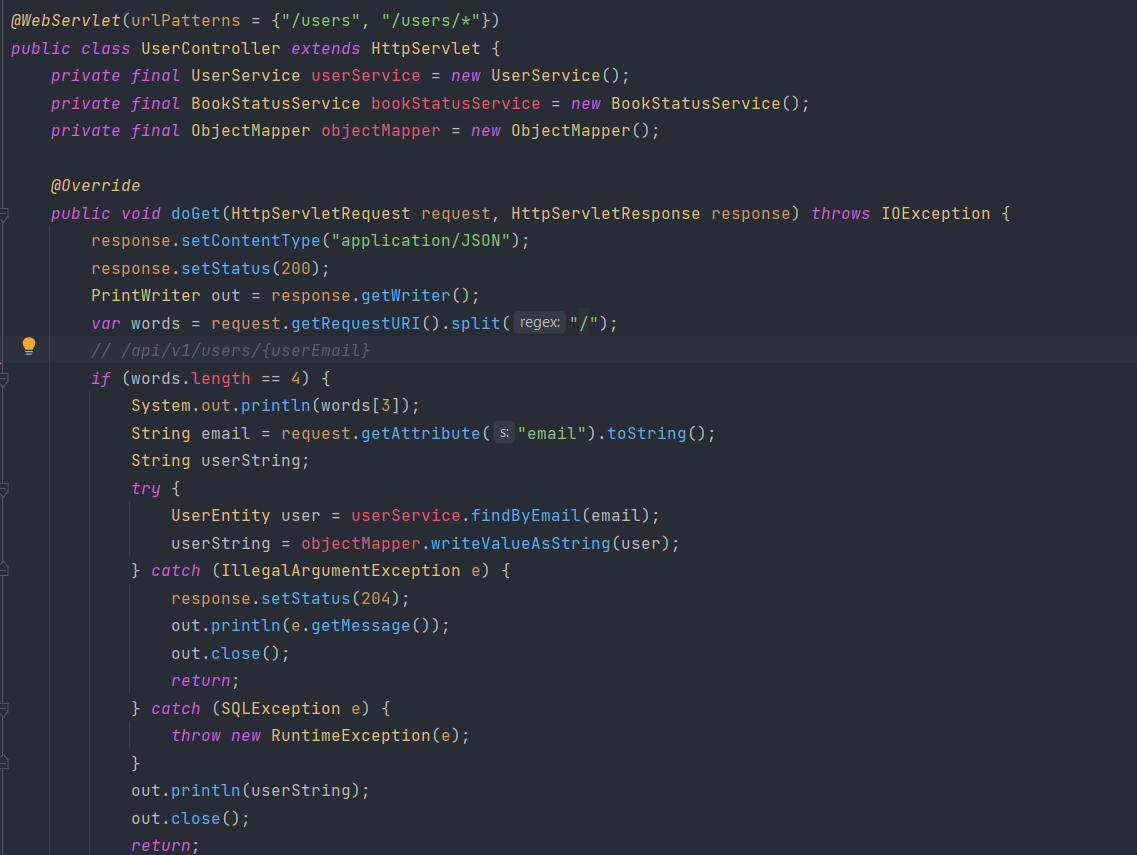 @WebServlet(urlPatterns = {"/users", "/users/*"})
public class UserController extends HttpServlet {
private final UserService userService = new UserService();
private final BookStatusService bookStatusService = new BookStatusService();
private final ObjectMapper objectMapper = new ObjectMapper();
@Override
public void doGet(HttpServletRequest request, HttpServletResponse response) throws IOException {
response.setContentType("application/JSON");
response.setStatus(200);
PrintWriter out = response.getWriter();
var words = request.getRequestURI().split( regex: "/");
// /api/v1/users/{userEmail}
if (words.length == 4) {
System.out.println(words[3]);
String email = request.getAttribute( s: "email").toString();
String userString;
try {
UserEntity user = userService.findByEmail(email);
userString = objectMapper.writeValueAsString(user);
} catch (IllegalArgumentException e) {
response.setStatus(204);
out.println(e.getMessage());
out.close();
return;
} catch (SQLException e) {
throw new RuntimeException(e);
}
out.println(userString);
out.close();
return;